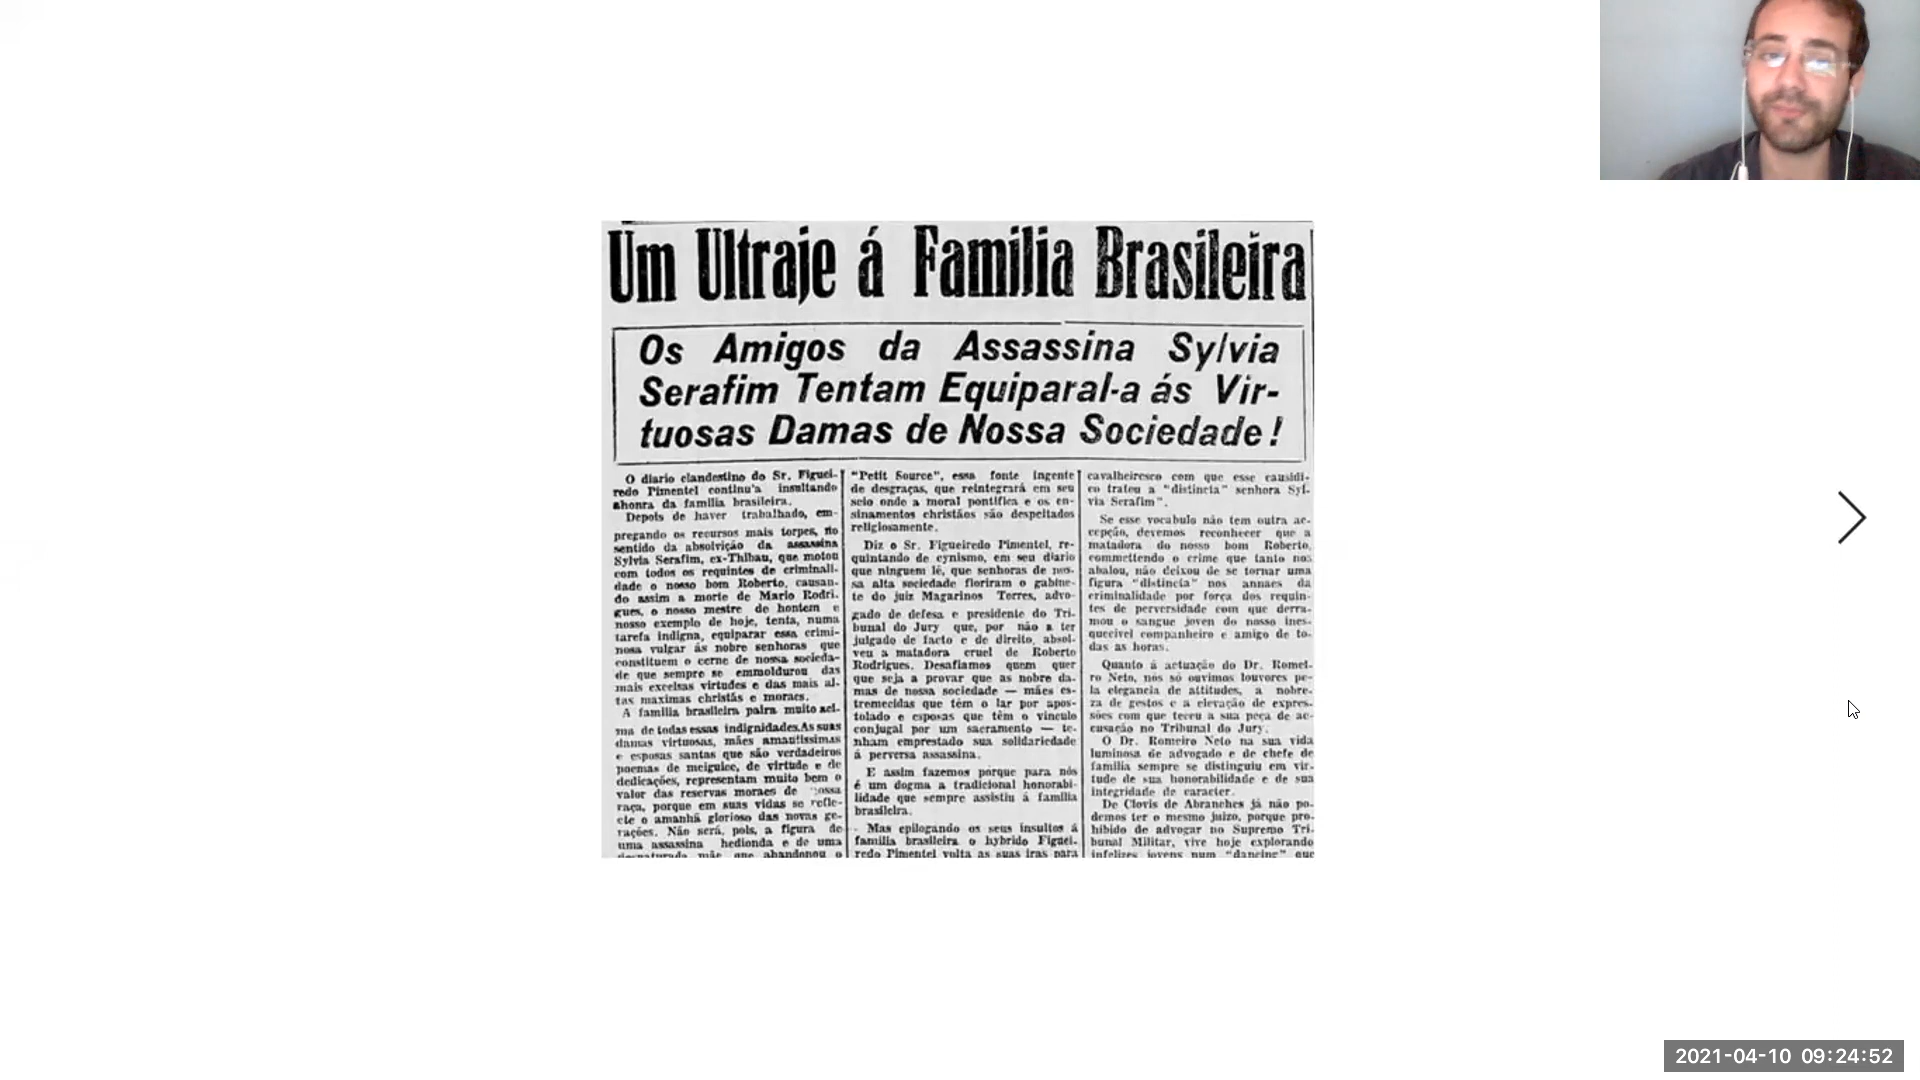 Um Ultraje á Familia Brasileira
Os Amigos da Assassina Sylvia
Serafim Tentam Equiparal-a ás Vir-
tuosas Damas de Nossa Sociedade!
O diario clandestino do Sr. Figuei-
redo Pimentel continu'a insultando
ahonra da familia brasileira.
Depois de haver trabalhado, em-
pregando os recursos mais torpes, no
sentido da absolvição da assassina
Sylvia Serafim, ex-Thibau, que matou
com todos os requintes de criminali-
dade o nosso bom Roberto, causan-
do assim a morte de Mario Rodri-
gues, o nosso mestre de hontem e
nosso exemplo de hoje, tenta, numa
tarefa indigna, equiparar essa crimi-
nosa vulgar ás nobre senhoras que
constituem o cerne de nossa socieda-
de que sempre se emmoldurou das
mais excelsas virtudes e das mais al-
tas maximas christãs e moraes.
A familia brasileira paira muito aci-
ma de todas essas indignidades.As suas
damas virtuosas, mães amantissimas
e esposas santas que são verdadeiros
poemas de meiguice, de virtude e de
dedicações, representam muito bem o
valor das reservas moraes de nossa
raça, porque em suas vidas se refle-
cte o amanhã glorioso das novas ge-
rações. Não será, pois, a figura de
uma assassina hedionda e de uma
desnaturada mãe que abandonou o
"Petit Source", essa fonte ingente
de desgraças, que reintegrará em seu
seio onde a moral pontifica e os en-
sinamentos christãos são despeitados
religiosamente.
Diz o Sr. Figueiredo Pimentel, re-
quintando de cynismo, em seu diario
que ninguem lê, que senhoras de nos-
sa alta sociedade floriram o gabine-
te do juiz Magarinos Torres, advo-
gado de defesa e presidente do Tri-
bunal do Jury que, por não a ter
julgado de facto e de direito, absol-
veu a matadora cruel de Roberto
Rodrigues. Desafiamos quem quer
que seja a provar que as nobre da-
mas de nossa sociedade — mães es-
tremecidas que têm o lar por apos-
tolado e esposas que têm o vinculo
conjugal por um sacramento — te-
nham emprestado sua solidariedade
á perversa assassina.
E assim fazemos porque para nós
é um dogma a tradicional honorabi-
lidade que sempre assistiu á familia
brasileira.
Mas epilogando os seus insultos á
familia brasileira o hybrido Figuei-
redo Pimentel volta as suas iras para
cavalheiresco com que esse causidi-
co tratou a "distincta" senhora Syl-
via Serafim".
Se esse vocabulo não tem outra ac-
cepção, devemos reconhecer que a
matadora do nosso bom Roberto,
commettendo o crime que tanto nos
abalou, não deixou de se tornar uma
figura "distincta" nos annaes da
criminalidade por força dos requin-
tes de perversidade com que derra-
mou o sangue joven do nosso ines-
quecivel companheiro e amigo de to-
das as horas.
Quanto á actuação do Dr. Romei-
ro Neto, nós só ouvimos louvores pe-
la elegancia de attitudes, a nobre-
za de gestos e a elevação de expres-
sões com que teceu a sua peça de ac-
cusação no Tribunal do Jury.
O Dr. Romeiro Neto na sua vida
luminosa de advogado e de chefe de
familia sempre se distinguiu em vir-
tude de sua honorabilidade e de sua
integridade de caracter.
De Clovis de Abranches já não po-
demos ter o mesmo juizo, porque pro-
hibido de advogar no Supremo Tri-
bunal Militar, vive hoje explorando
infelizes jovens num "dancing" que
2021-04-10 09:24:52